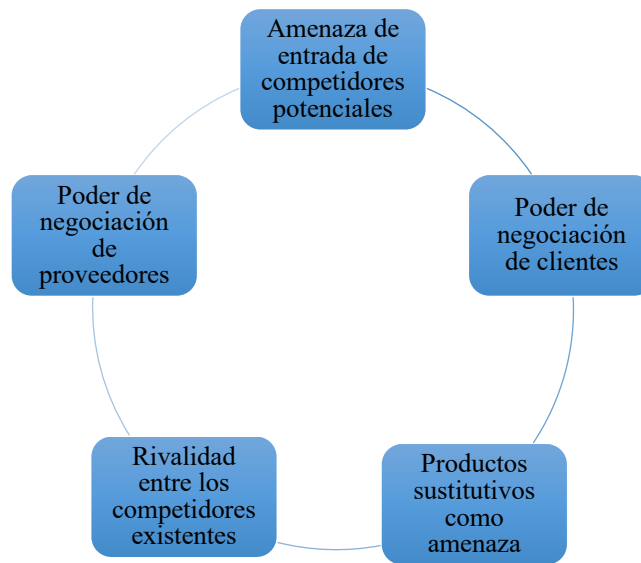 Amenaza de
entrada de
competidores
potenciales
Poder de
negociación
de clientes
Productos
sustitutivos
como
amenaza
Rivalidad
entre los
competidores
existentes
Poder de
negociación
de
proveedores